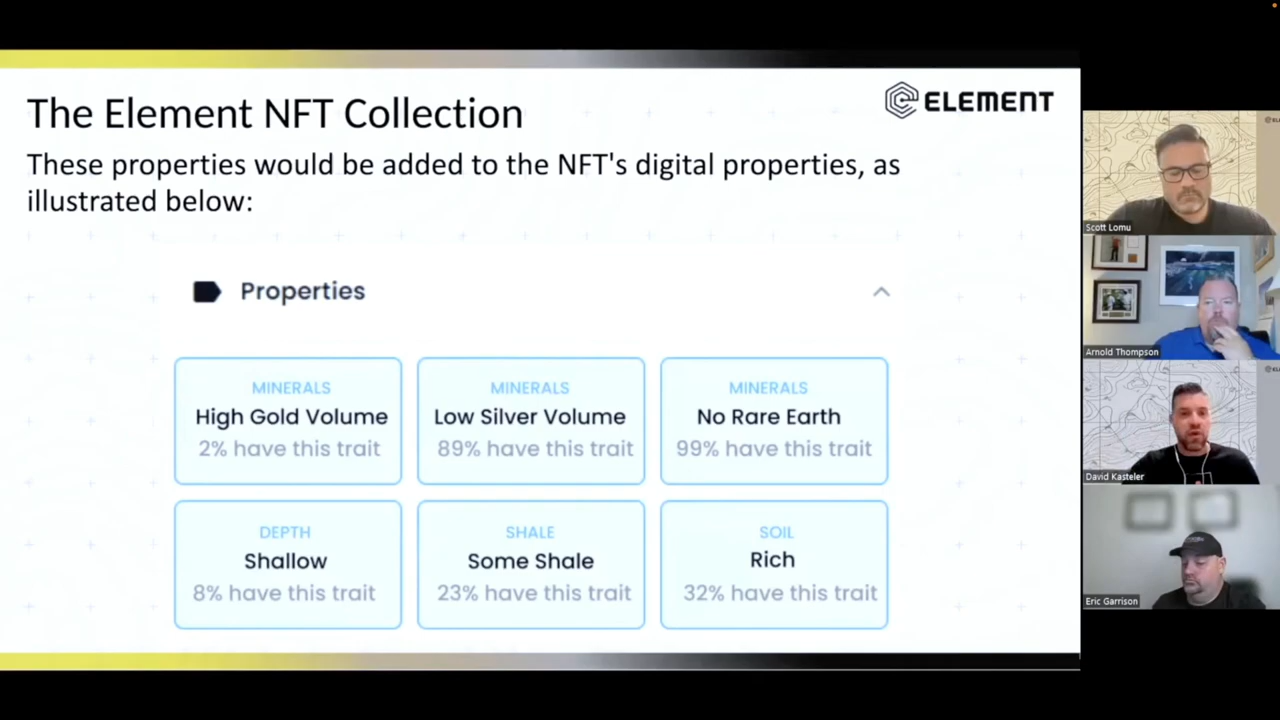 The Element NFT Collection
ELEMENT
These properties would be added to the NFT's digital properties, as
illustrated below:
Properties
MINERALS
High Gold Volume
2% have this trait
MINERALS
Low Silver Volume
89% have this trait
MINERALS
No Rare Earth
99% have this trait
DEPTH
Shallow
8% have this trait
SHALE
Some Shale
23% have this trait
SOIL
Rich
32% have this trait
Scott Lomu
Arnold Thompson
David Kasteler
Eric Garrison